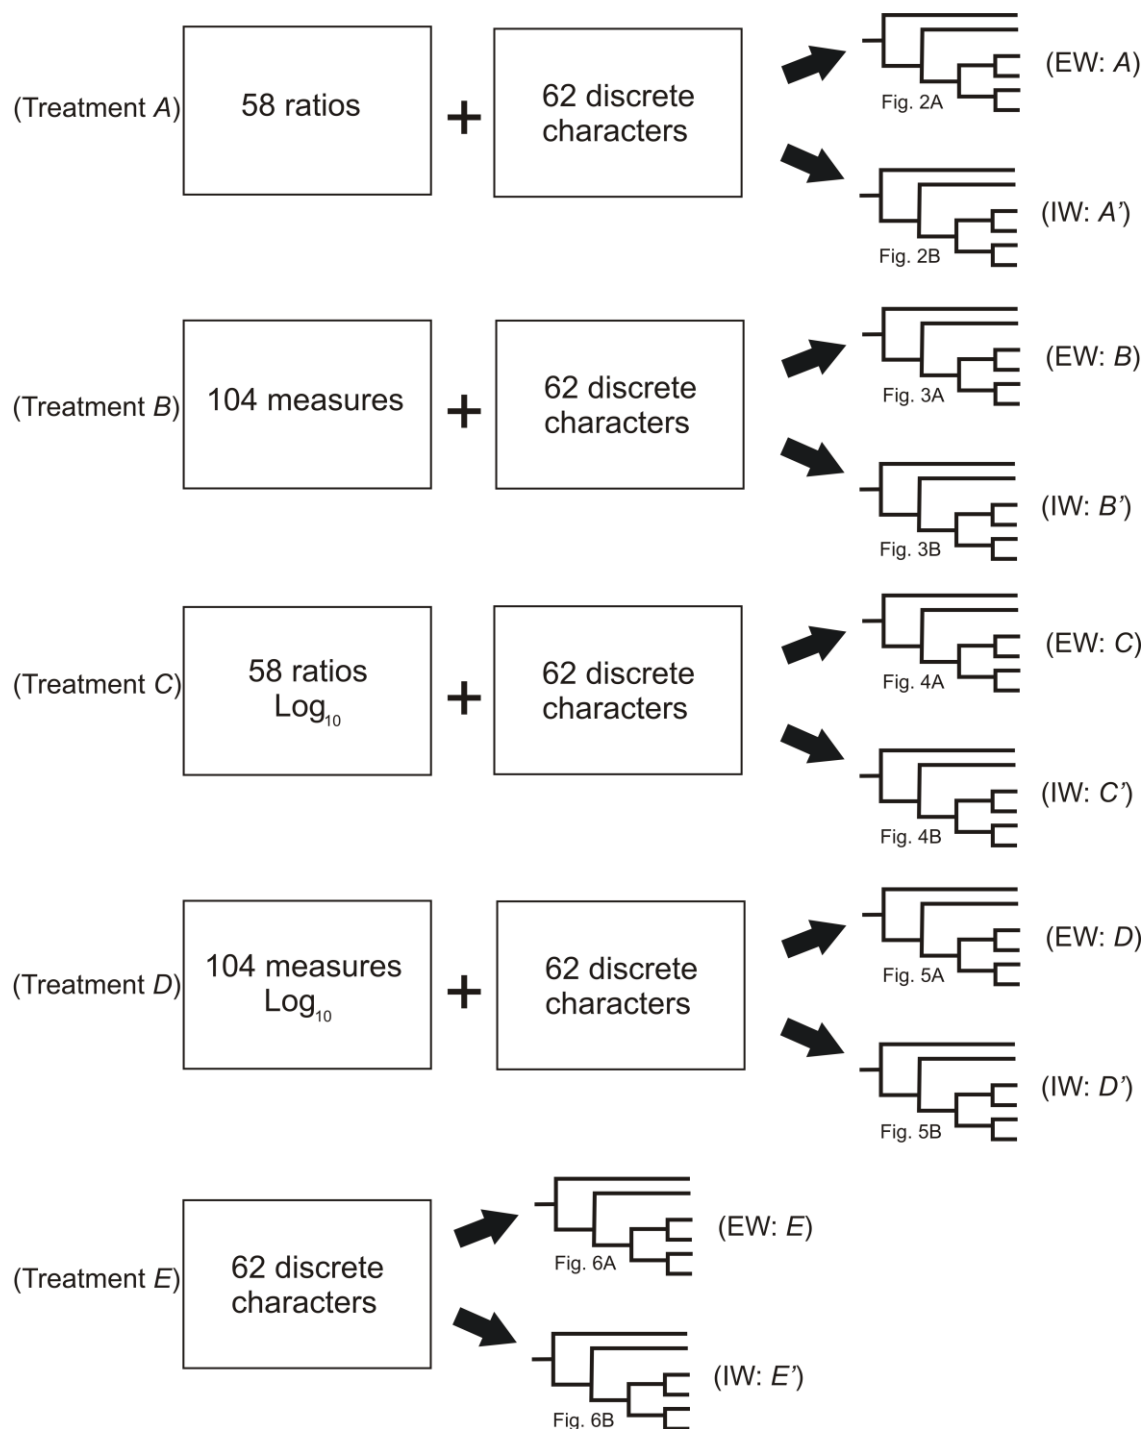 (Treatment A)
58 ratios
+
62 discrete
characters
Fig. 2A
(EW: A)
Fig. 2B
(IW: A’)
(Treatment B)
104 measures
+
62 discrete
characters
Fig. 3A
(EW: B)
Fig. 3B
(IW: B’)
(Treatment C)
58 ratios
Log10
+
62 discrete
characters
Fig. 4A
(EW: C)
Fig. 4B
(IW: C’)
(Treatment D)
104 measures
Log10
+
62 discrete
characters
Fig. 5A
(EW: D)
Fig. 5B
(IW: D’)
(Treatment E)
62 discrete
characters
Fig. 6A
(EW: E)
Fig. 6B
(IW: E’)